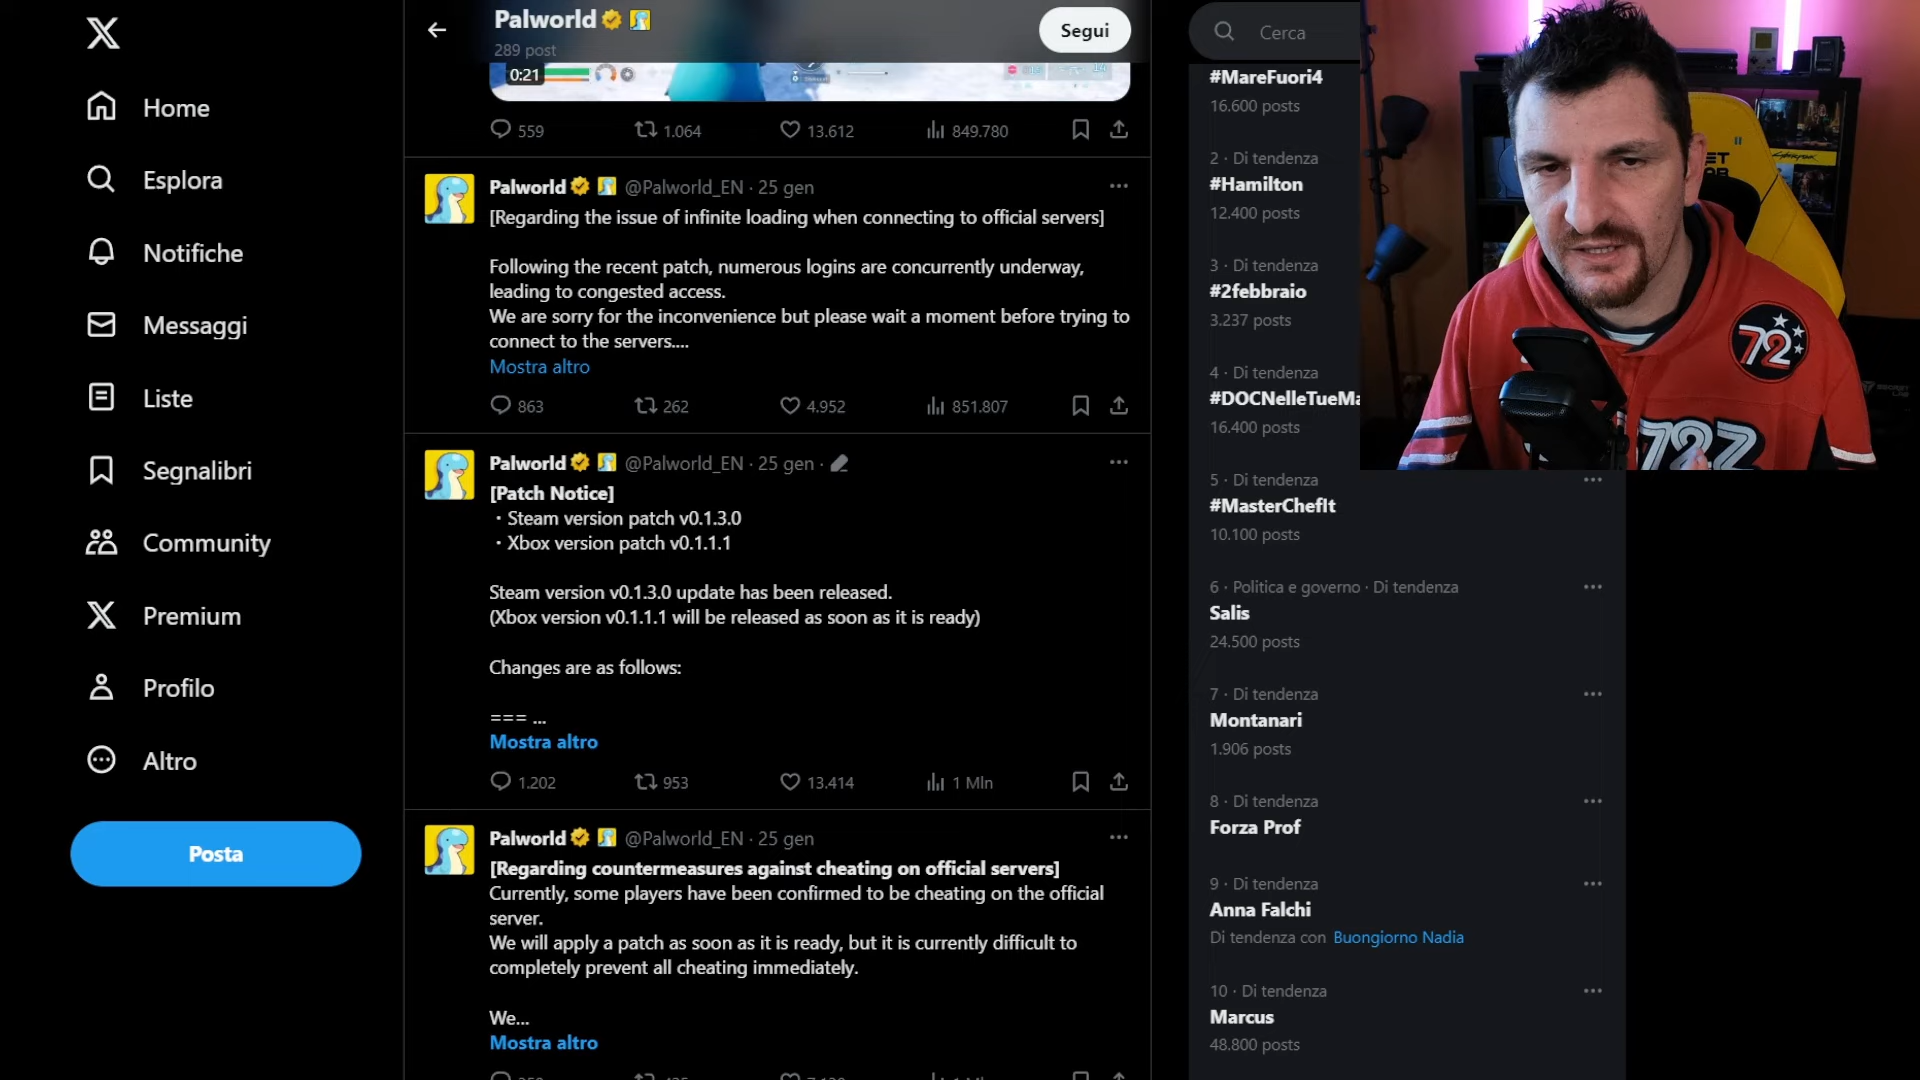 Home
Esplora
Notifiche
Messaggi
Liste
Segnalibri
Community
Premium
Profilo
Altro
Posta
Palworld
289 post
Segui
0:21
559 1.064 13.612 849.780
Palworld @Palworld_EN · 25 gen
[Regarding the issue of infinite loading when connecting to official servers]
Following the recent patch, numerous logins are concurrently underway,
leading to congested access.
We are sorry for the inconvenience but please wait a moment before trying to
connect to the servers....
Mostra altro
863 262 4.952 851.807
Palworld @Palworld_EN · 25 gen ·
[Patch Notice]
・Steam version patch v0.1.3.0
・Xbox version patch v0.1.1.1
Steam version v0.1.3.0 update has been released.
(Xbox version v0.1.1.1 will be released as soon as it is ready)
Changes are as follows:
=== ...
Mostra altro
1.202 953 13.414 1 Mln
Palworld @Palworld_EN · 25 gen
[Regarding countermeasures against cheating on official servers]
Currently, some players have been confirmed to be cheating on the official
server.
We will apply a patch as soon as it is ready, but it is currently difficult to
completely prevent all cheating immediately.
We...
Mostra altro
Cerca
#MareFuori4
16.600 posts
2 · Di tendenza
#Hamilton
12.400 posts
3 · Di tendenza
#2febbraio
3.237 posts
4 · Di tendenza
#DOCNelleTueMa
16.400 posts
5 · Di tendenza
#MasterChefIt
10.100 posts
6 · Politica e governo · Di tendenza
Salis
24.500 posts
7 · Di tendenza
Montanari
1.906 posts
8 · Di tendenza
Forza Prof
9 · Di tendenza
Anna Falchi
Di tendenza con Buongiorno Nadia
10 · Di tendenza
Marcus
48.800 posts
72
722